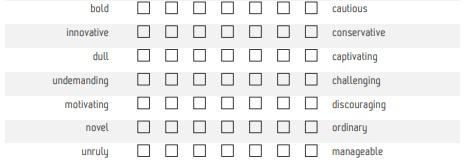 bold ☐ ☐ ☐ ☐ ☐ ☐ ☐ cautious
innovative ☐ ☐ ☐ ☐ ☐ ☐ ☐ conservative
dull ☐ ☐ ☐ ☐ ☐ ☐ ☐ captivating
undemanding ☐ ☐ ☐ ☐ ☐ ☐ ☐ challenging
motivating ☐ ☐ ☐ ☐ ☐ ☐ ☐ discouraging
novel ☐ ☐ ☐ ☐ ☐ ☐ ☐ ordinary
unruly ☐ ☐ ☐ ☐ ☐ ☐ ☐ manageable